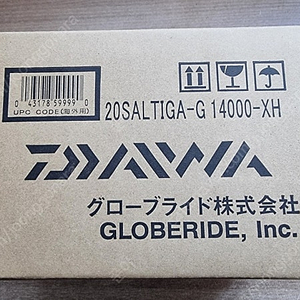 0 43178 59999 0
UPC CODE(海外用)
20SALTIGA-G 14000-XH
DAIWA
グローブライド株式会社
GLOBERIDE, Inc.